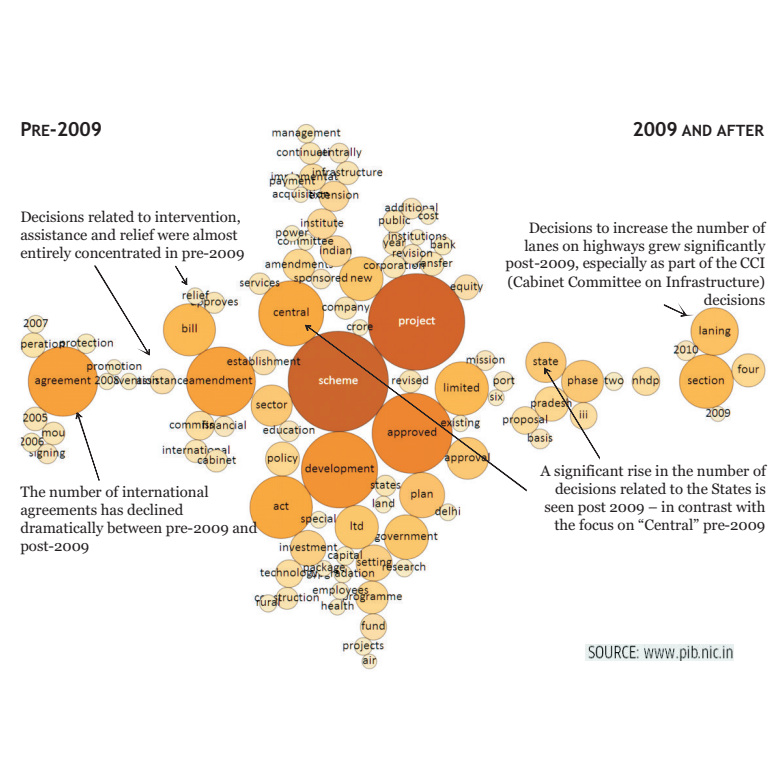 PRE-2009
2009 AND AFTER
Decisions related to intervention,
assistance and relief were almost
entirely concentrated in pre-2009
Decisions to increase the number of
lanes on highways grew significantly
post-2009, especially as part of the CCI
(Cabinet Committee on Infrastructure)
decisions
The number of international
agreements has declined
dramatically between pre-2009 and
post-2009
A significant rise in the number of
decisions related to the States is
seen post 2009 – in contrast with
the focus on “Central” pre-2009
SOURCE: www.pib.nic.in
management
infrastructure
payment
extension
institute
power
committee
indian
amendments
sponsored
new
services
central
company
crore
additional
public
cost
institutions
year
bank
revision
corporation
equity
project
relief
bill
2007
protection
promotion
agreement
2008
assistance
amendment
2005
mou
2006
signing
establishment
scheme
revised
mission
limited
port
six
sector
education
approved
existing
approval
financial
international
cabinet
policy
development
states
land
plan
delhi
act
special
ltd
government
investment
capital
package
setting
research
technology
employees
programme
rural
health
fund
projects
air
state
phase
two
nhdp
pradesh
iii
proposal
basis
laning
2010
section
four
2009